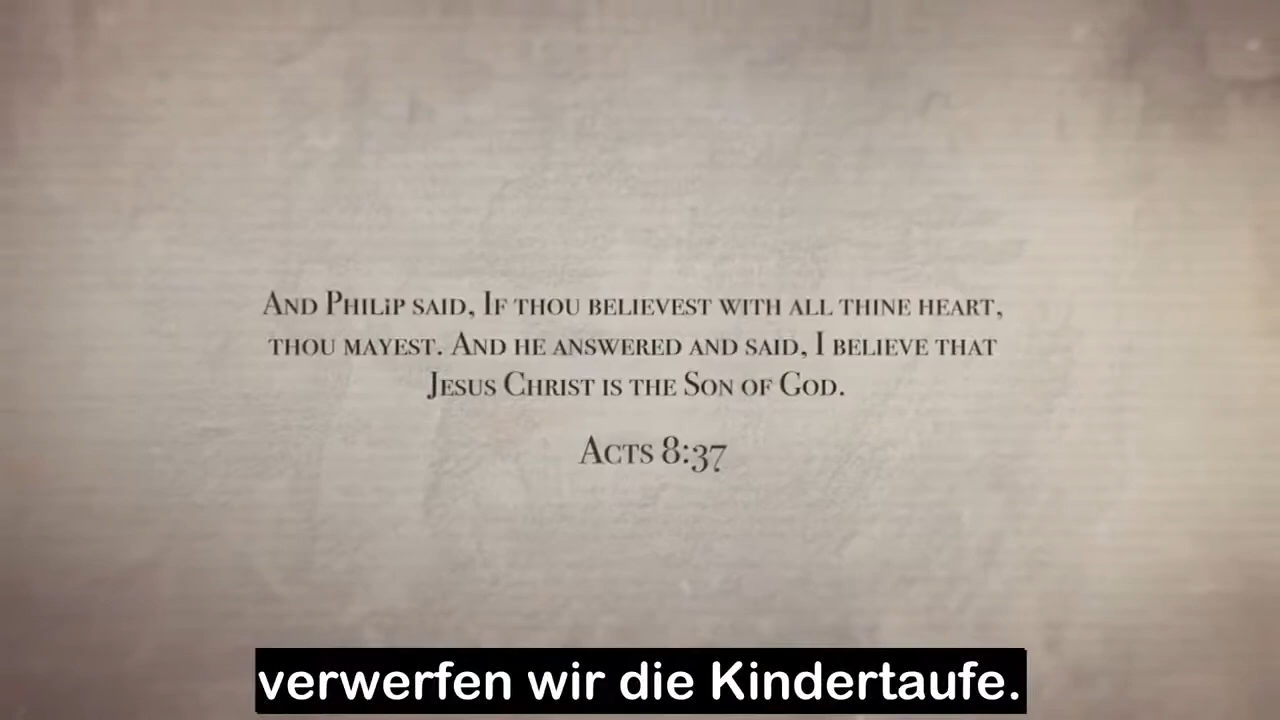 And Philip said, If thou believest with all thine heart,
thou mayest. And he answered and said, I believe that
Jesus Christ is the Son of God.
Acts 8:37
verwerfen wir die Kindertaufe.